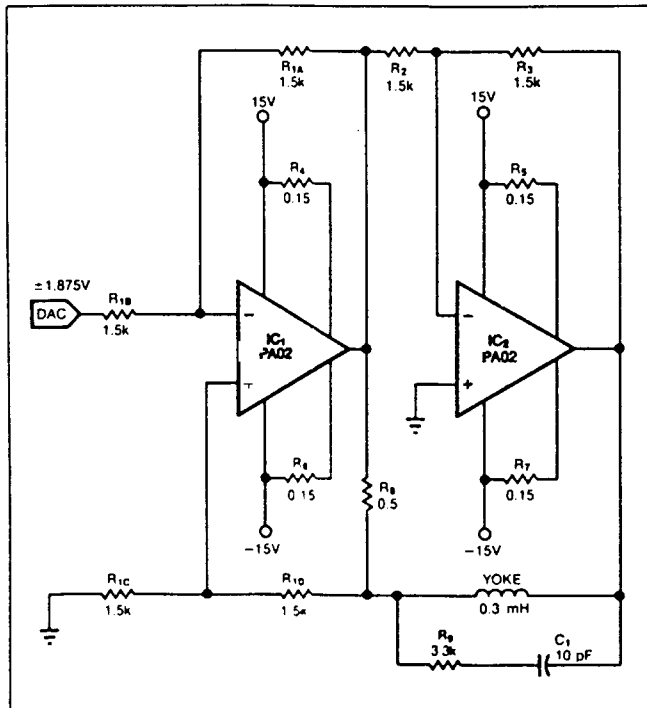 R1A
1.5k
R2
1.5k
R3
1.5k
15V
15V
R4
0.15
R5
0.15
±1.875V
DAC
R1B
1.5k
−
IC1
PA02
−
IC2
PA02
+
R6
0.15
R7
0.15
R8
0.5
−15V
−15V
R1C
1.5k
R1D
1.5k
YOKE
0.3 mH
R9
3.3k
C1
10 pF